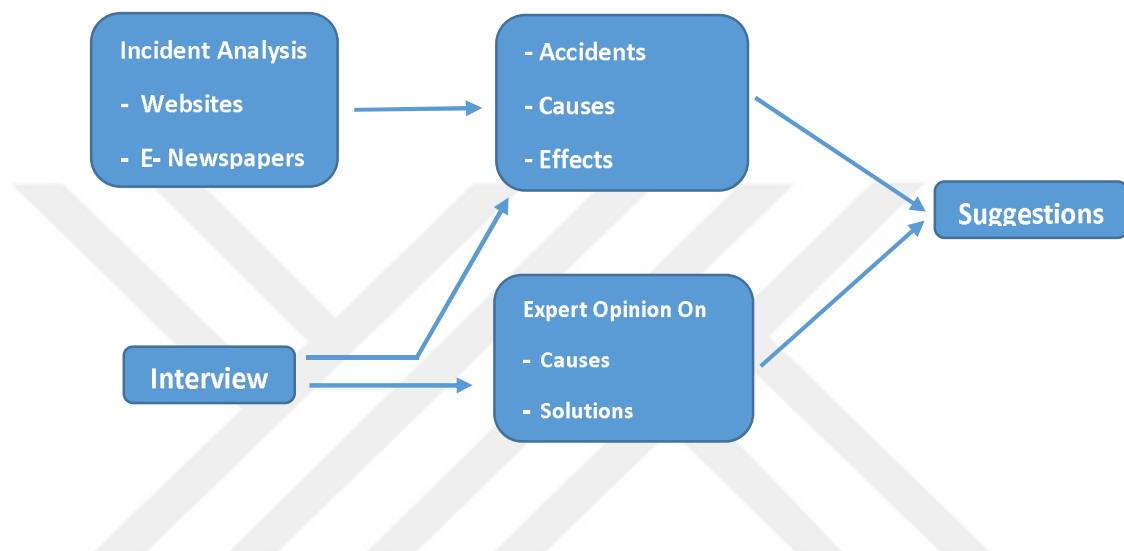 Incident Analysis
- Websites
- E- Newspapers
- Accidents
- Causes
- Effects
Suggestions
Interview
Expert Opinion On
- Causes
- Solutions